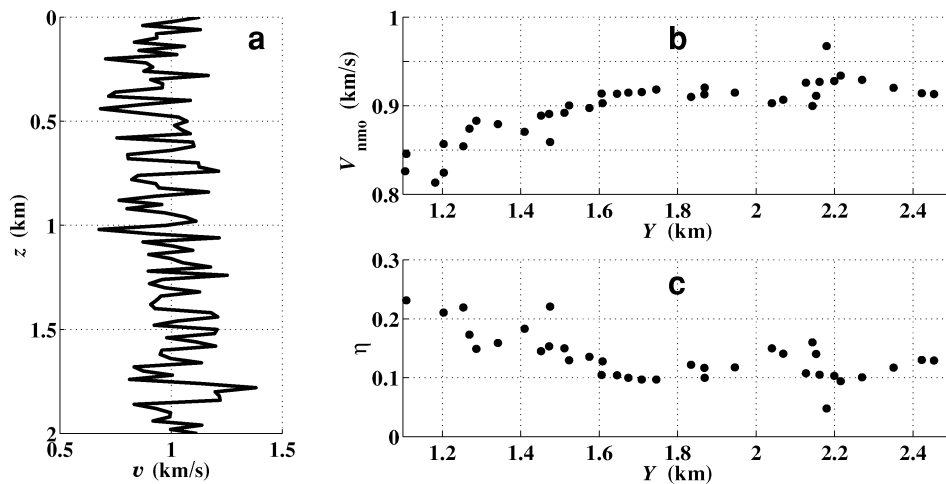 a
0
0.5
1
1.5
2
z (km)
0.5 1 1.5
v (km/s)
b
1
0.9
0.8
V nmo (km/s)
1.2 1.4 1.6 1.8 2 2.2 2.4
Y (km)
c
0.3
0.2
0.1
0
η
1.2 1.4 1.6 1.8 2 2.2 2.4
Y (km)